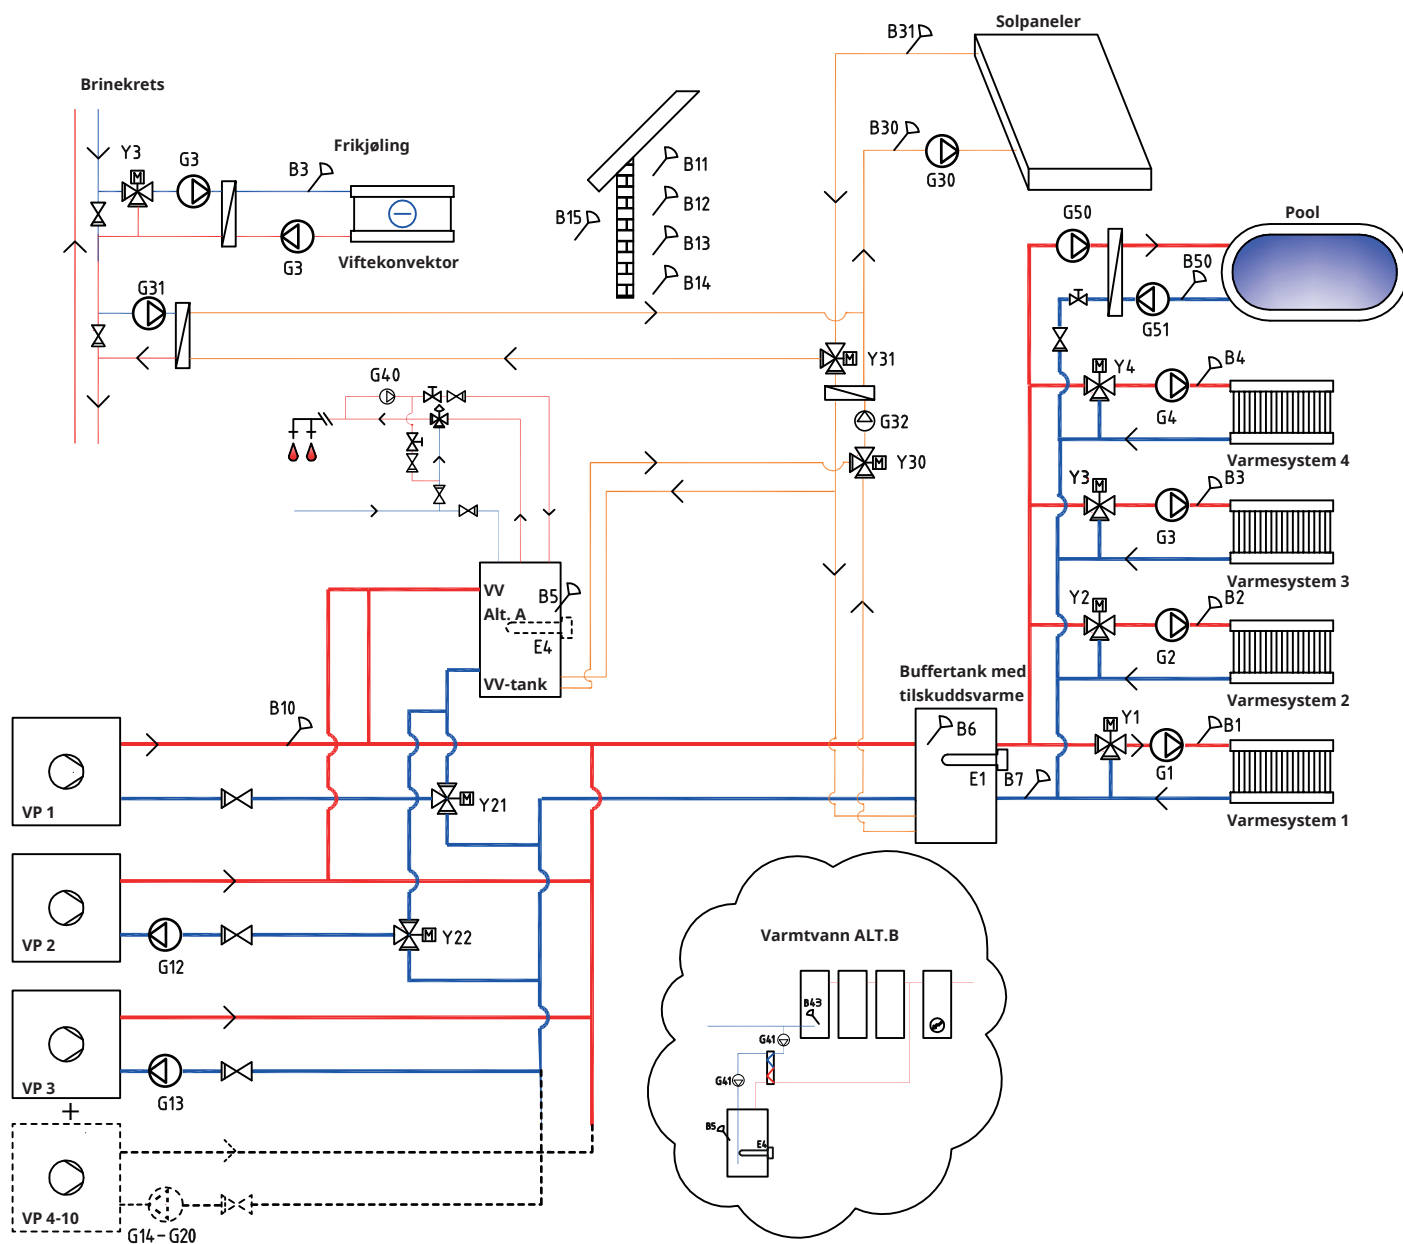 Solpaneler
B31
Brinekrets
B30
G30
Y3
G3
B3
Frikjøling
B11
B12
B15
B13
B14
G3
Viftekonvektor
G50
Pool
B50
G51
G31
Y31
G40
G32
Y30
Y4
B4
G4
Varmesystem 4
Y3
B3
G3
Varmesystem 3
VV
B5
Alt. A
E4
VV-tank
Y2
B2
G2
Varmesystem 2
Buffertank med
tilskuddsvarme
B10
B6
E1
B7
Y1
B1
G1
Varmesystem 1
VP 1
Y21
VP 2
G12
Y22
Varmtvann ALT.B
B43
G41
G41
B5
E4
VP 3
G13
+
VP 4-10
G14-G20
M
M
M
M
M
M
M
M
M